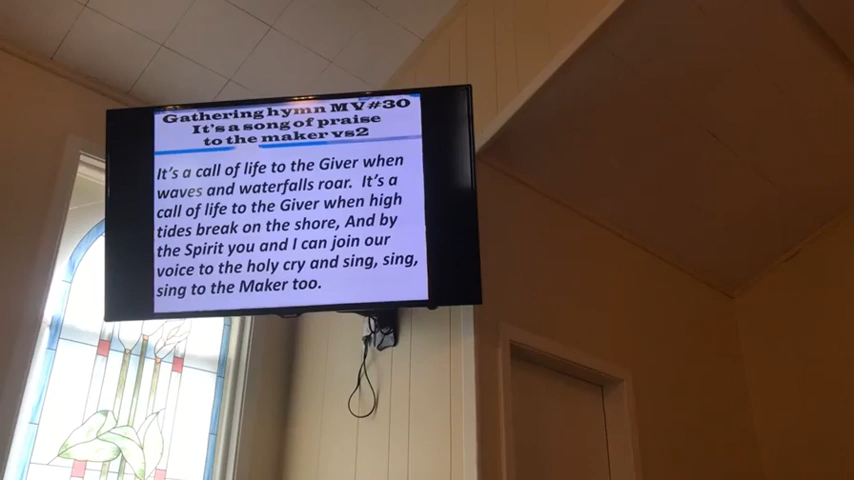 Gathering hymn MV#30
It's a song of praise
to the maker vs2
It's a call of life to the Giver when
waves and waterfalls roar. It's a
call of life to the Giver when high
tides break on the shore, And by
the Spirit you and I can join our
voice to the holy cry and sing, sing,
sing to the Maker too.